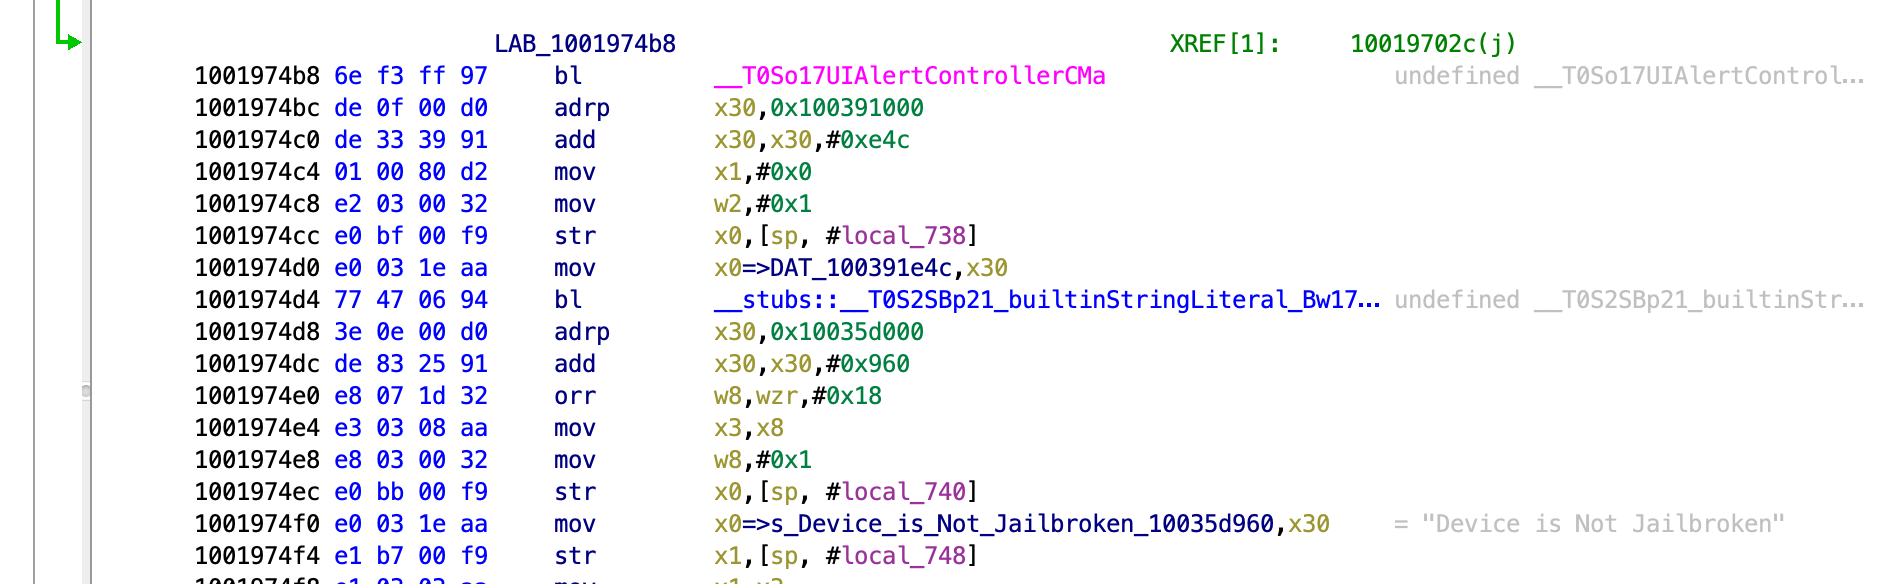 LAB_1001974b8 XREF[1]: 10019702c(j)
1001974b8 6e f3 ff 97 bl __T0So17UIAlertControllerCMa undefined __T0So17UIAlertControl...
1001974bc de 0f 00 d0 adrp x30,0x100391000
1001974c0 de 33 39 91 add x30,x30,#0xe4c
1001974c4 01 00 80 d2 mov x1,#0x0
1001974c8 e2 03 00 32 mov w2,#0x1
1001974cc e0 bf 00 f9 str x0,[sp, #local_738]
1001974d0 e0 03 1e aa mov x0=>DAT_100391e4c,x30
1001974d4 77 47 06 94 bl __stubs::__T0S2SBp21_builtinStringLiteral_Bw17... undefined __T0S2SBp21_builtinStr...
1001974d8 3e 0e 00 d0 adrp x30,0x10035d000
1001974dc de 83 25 91 add x30,x30,#0x960
1001974e0 e8 07 1d 32 orr w8,wzr,#0x18
1001974e4 e3 03 08 aa mov x3,x8
1001974e8 e8 03 00 32 mov w8,#0x1
1001974ec e0 bb 00 f9 str x0,[sp, #local_740]
1001974f0 e0 03 1e aa mov x0=>s_Device_is_Not_Jailbroken_10035d960,x30 = "Device is Not Jailbroken"
1001974f4 e1 b7 00 f9 str x1,[sp, #local_748]